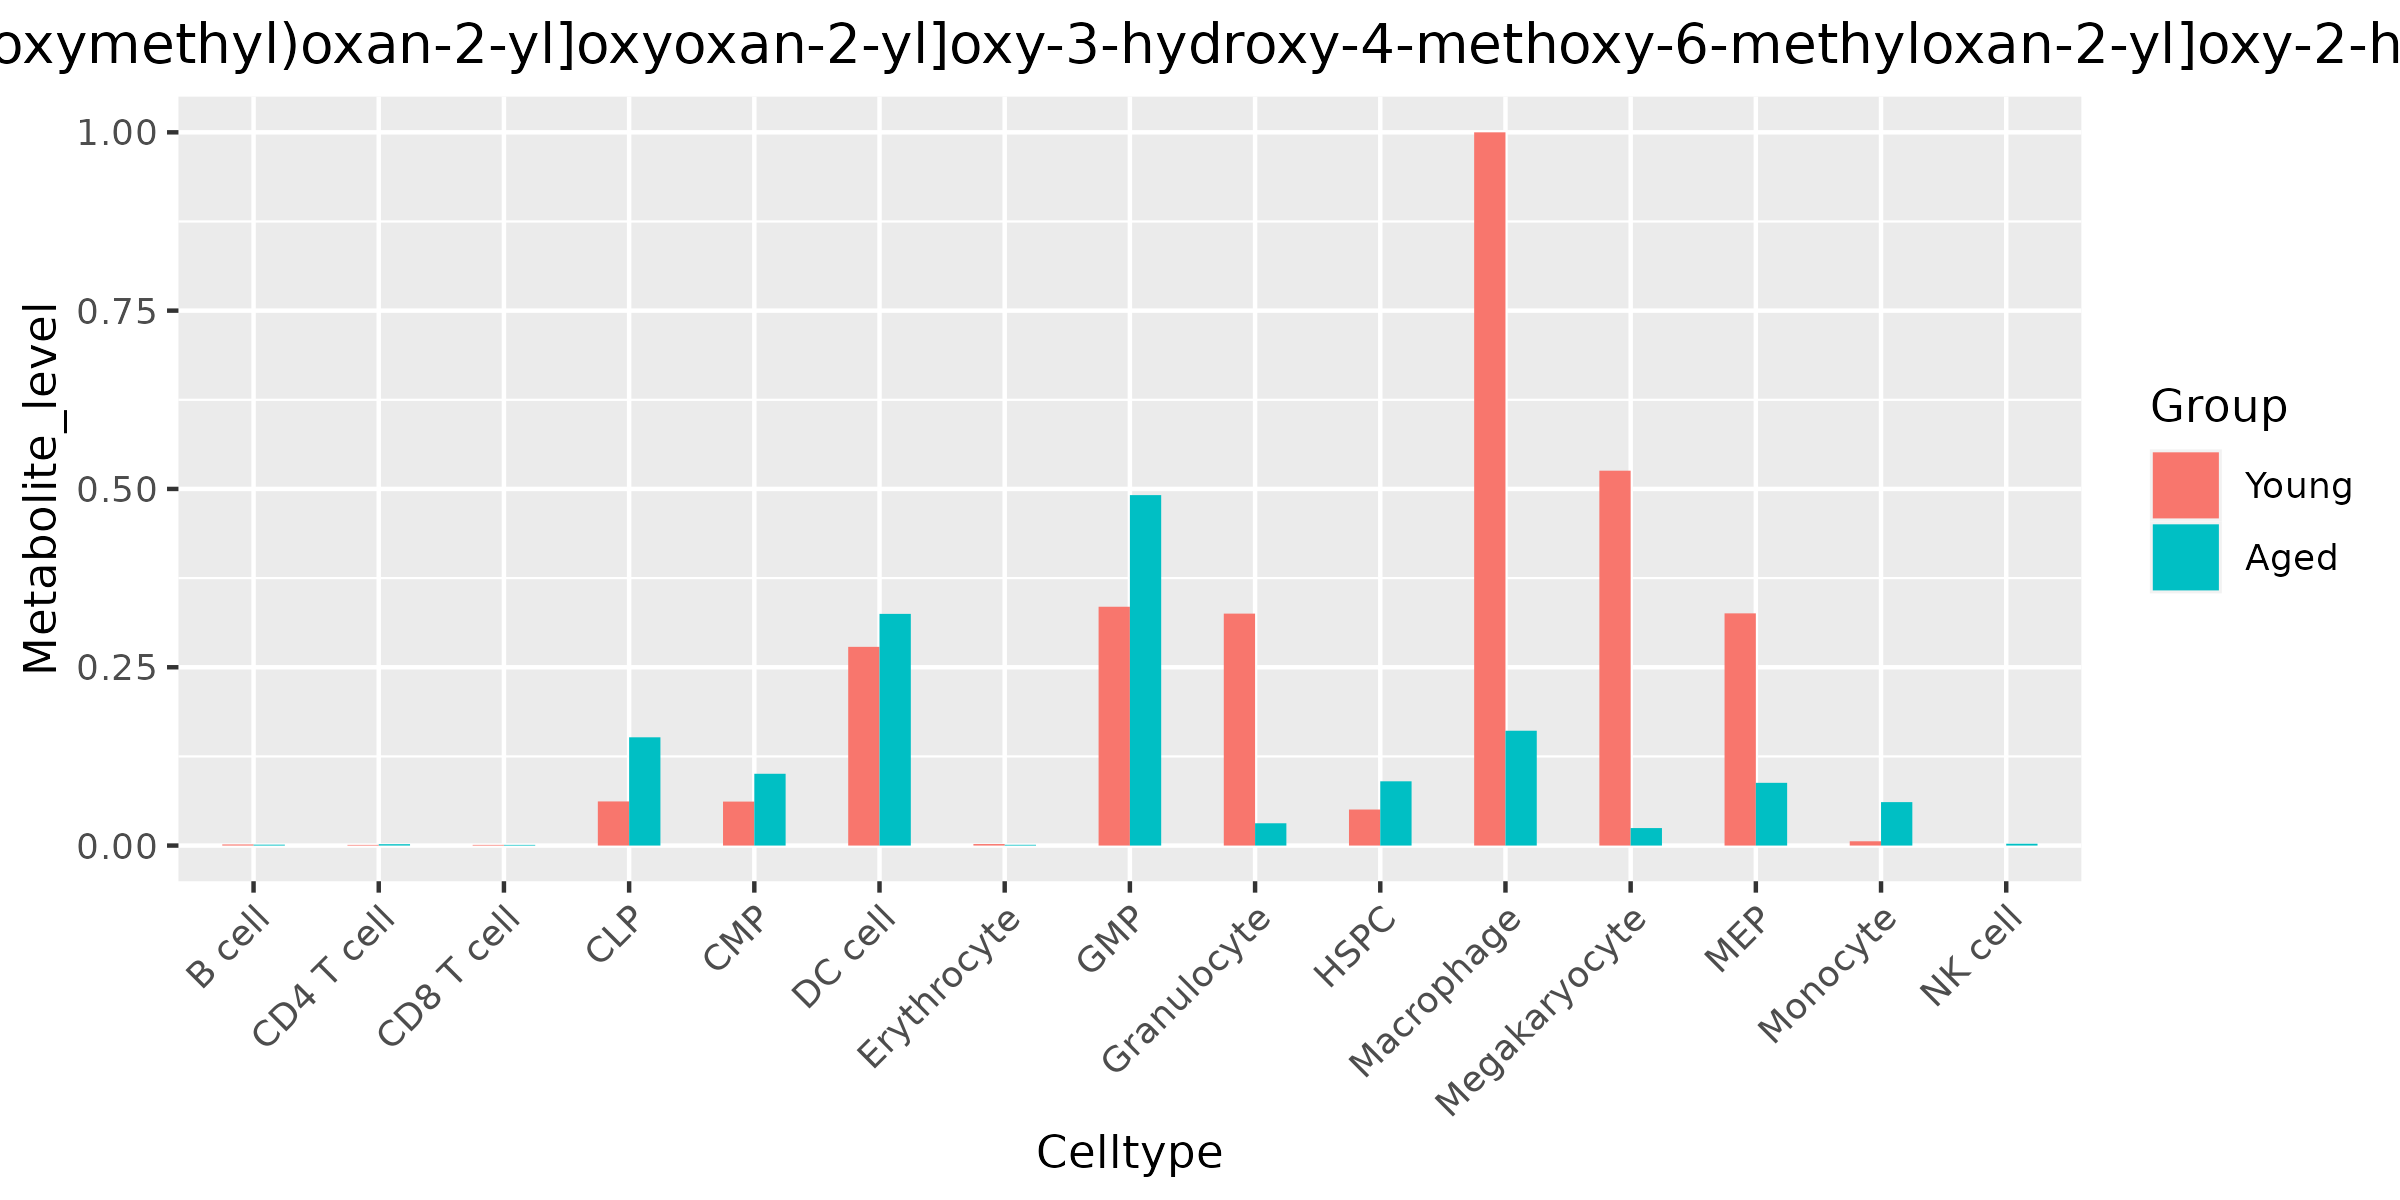 oxymethyl)oxan-2-yl]oxyoxan-2-yl]oxy-3-hydroxy-4-methoxy-6-methyloxan-2-yl]oxy-2-h
Metabolite_level
1.00
0.75
0.50
0.25
0.00
B cell
CD4 T cell
CD8 T cell
CLP
CMP
DC cell
Erythrocyte
GMP
Granulocyte
HSPC
Macrophage
Megakaryocyte
MEP
Monocyte
NK cell
Celltype
Group
Young
Aged